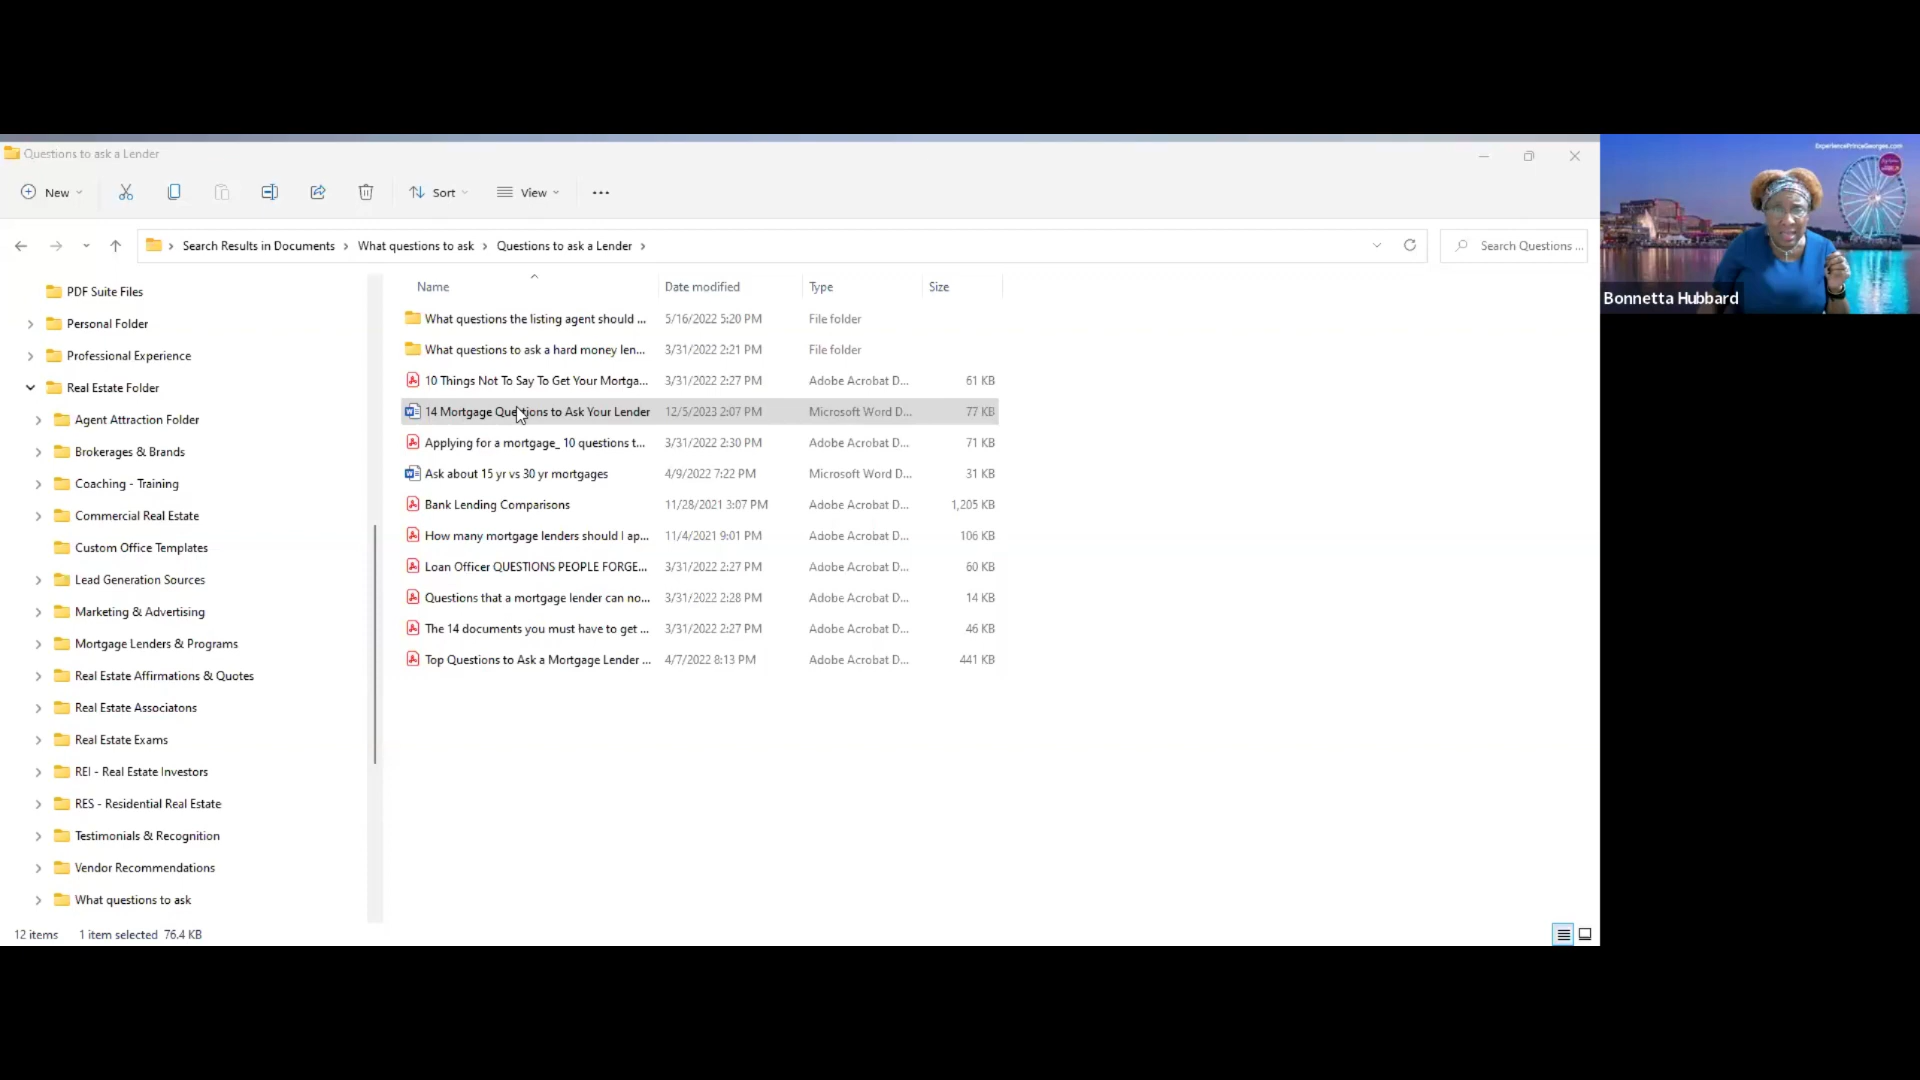 Questions to ask a Lender
New
Sort
View
Search Results in Documents
What questions to ask
Questions to ask a Lender
Search Questions ...
PDF Suite Files
Personal Folder
Professional Experience
Real Estate Folder
Agent Attraction Folder
Brokerages & Brands
Coaching - Training
Commercial Real Estate
Custom Office Templates
Lead Generation Sources
Marketing & Advertising
Mortgage Lenders & Programs
Real Estate Affirmations & Quotes
Real Estate Associatons
Real Estate Exams
REI - Real Estate Investors
RES - Residential Real Estate
Testimonials & Recognition
Vendor Recommendations
What questions to ask
Name Date modified Type Size
What questions the listing agent should ... 5/16/2022 5:20 PM File folder
What questions to ask a hard money len... 3/31/2022 2:21 PM File folder
10 Things Not To Say To Get Your Mortga... 3/31/2022 2:27 PM Adobe Acrobat D... 61 KB
14 Mortgage Questions to Ask Your Lender 12/5/2023 2:07 PM Microsoft Word D... 77 KB
Applying for a mortgage_ 10 questions t... 3/31/2022 2:30 PM Adobe Acrobat D... 71 KB
Ask about 15 yr vs 30 yr mortgages 4/9/2022 7:22 PM Microsoft Word D... 31 KB
Bank Lending Comparisons 11/28/2021 3:07 PM Adobe Acrobat D... 1,205 KB
How many mortgage lenders should I ap... 11/4/2021 9:01 PM Adobe Acrobat D... 106 KB
Loan Officer QUESTIONS PEOPLE FORGE... 3/31/2022 2:27 PM Adobe Acrobat D... 60 KB
Questions that a mortgage lender can no... 3/31/2022 2:28 PM Adobe Acrobat D... 14 KB
The 14 documents you must have to get ... 3/31/2022 2:27 PM Adobe Acrobat D... 46 KB
Top Questions to Ask a Mortgage Lender ... 4/7/2022 8:13 PM Adobe Acrobat D... 441 KB
12 items 1 item selected 76.4 KB
ExperiencePrinceGeorges.com
Bonnetta Hubbard